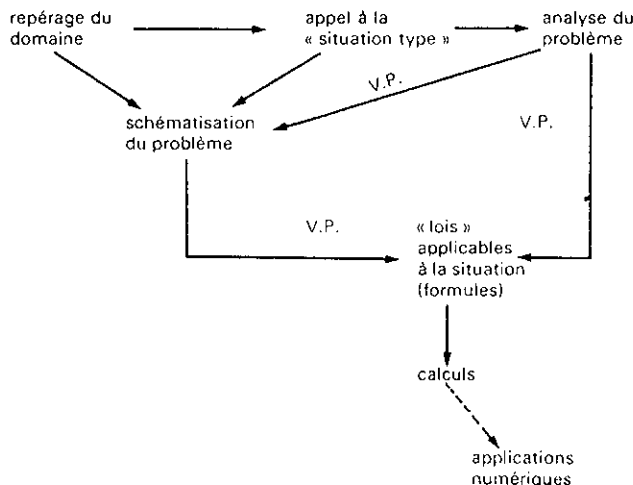 repérage du
domaine
appel à la
« situation type »
analyse du
problème
V.P.
schématisation
du problème
V.P.
V.P.
« lois »
applicables
à la situation
(formules)
calculs
applications
numériques